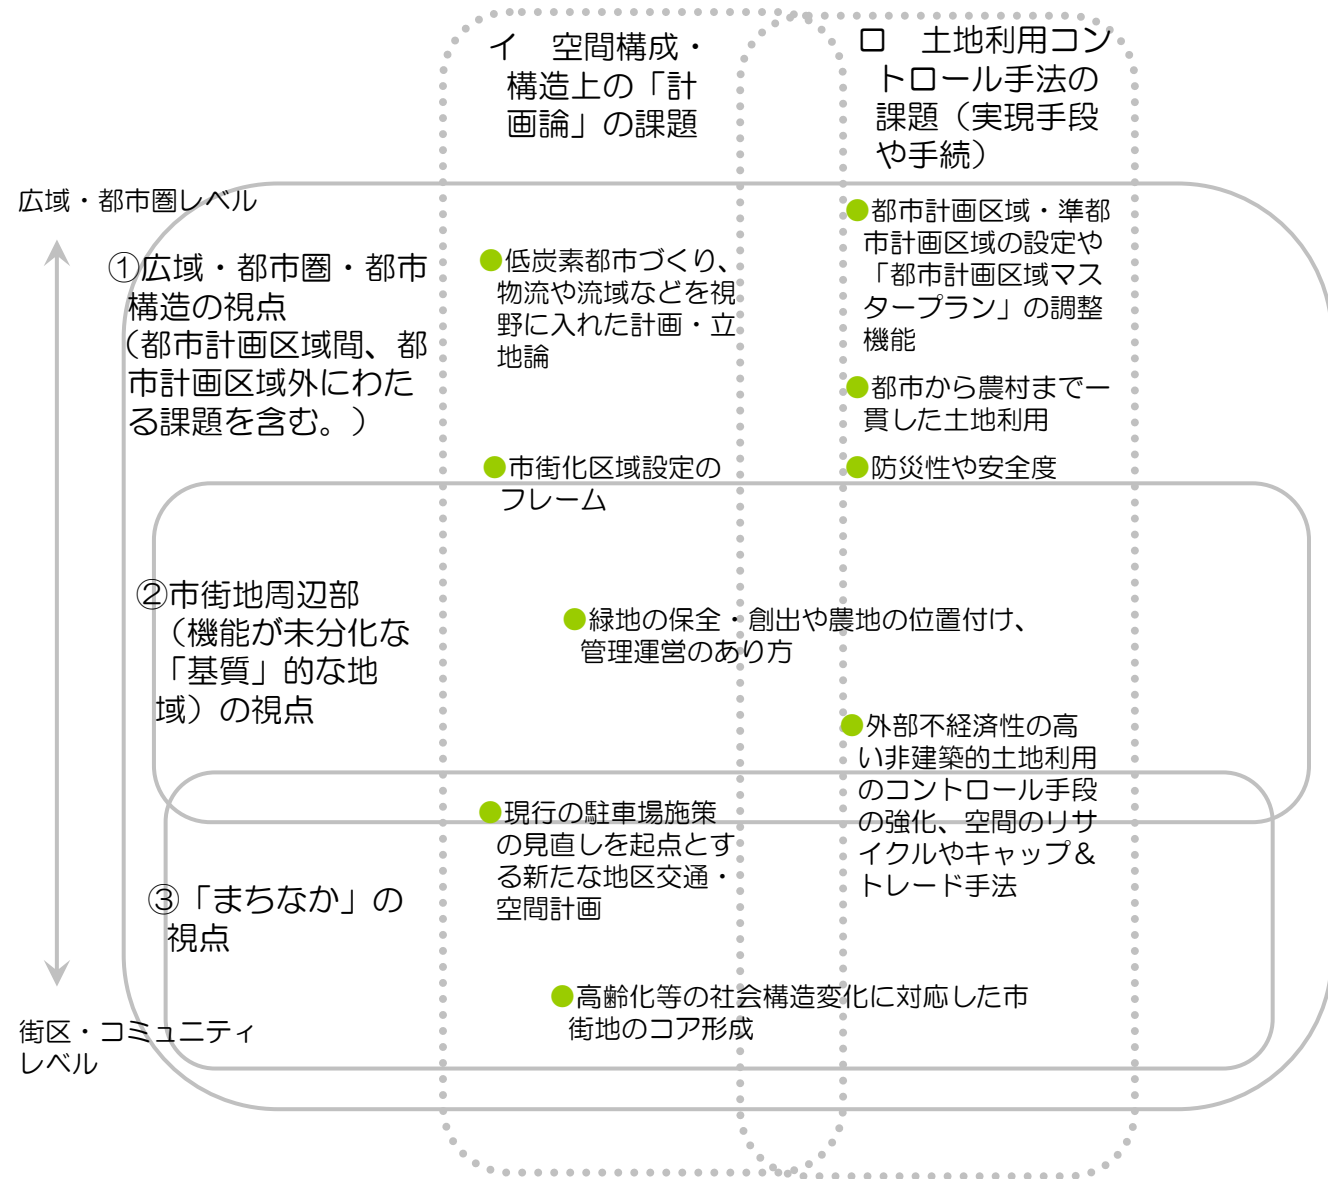 イ　空間構成・
構造上の「計
画論」の課題
ロ　土地利用コン
トロール手法の
課題（実現手段
や手続）
広域・都市圏レベル
①広域・都市圏・都市
構造の視点
（都市計画区域間、都
市計画区域外にわた
る課題を含む。）
●低炭素都市づくり、
物流や流域などを視
野に入れた計画・立
地論
●都市計画区域・準都
市計画区域の設定や
「都市計画区域マス
タープラン」の調整
機能
●都市から農村まで一
貫した土地利用
●市街化区域設定の
フレーム
●防災性や安全度
②市街地周辺部
（機能が未分化な
「基質」的な地
域）の視点
●緑地の保全・創出や農地の位置付け、
管理運営のあり方
●外部不経済性の高
い非建築的土地利用
のコントロール手段
の強化、空間のリサ
イクルやキャップ＆
トレード手法
●現行の駐車場施策
の見直しを起点とす
る新たな地区交通・
空間計画
③「まちなか」の
視点
●高齢化等の社会構造変化に対応した市
街地のコア形成
街区・コミュニティ
レベル